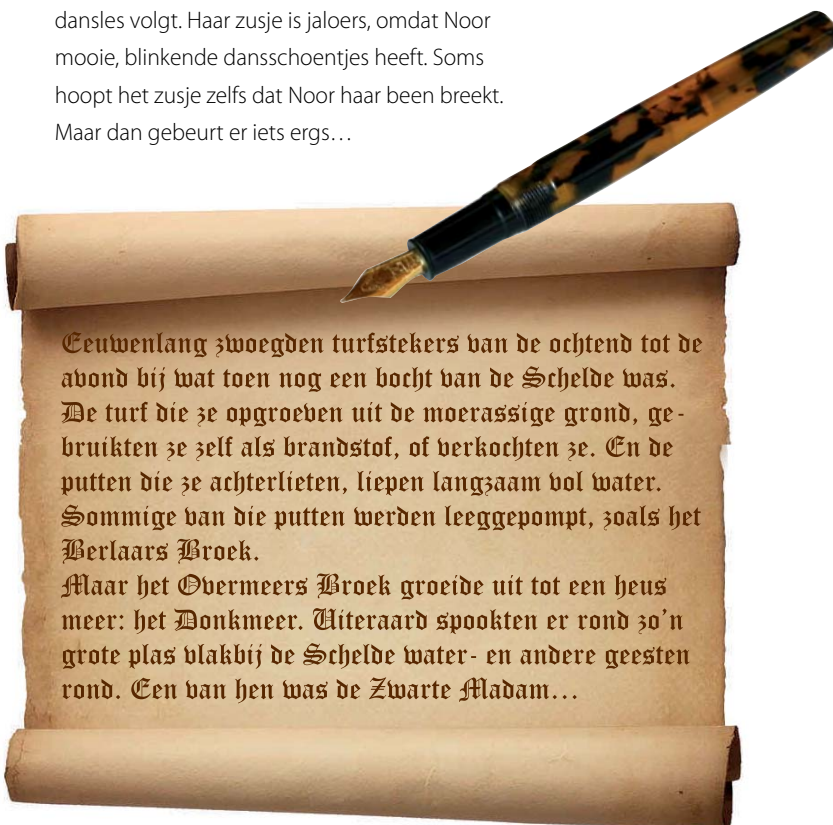 dansles volgt. Haar zusje is jaloers, omdat Noor
mooie, blinkende dansschoentjes heeft. Soms
hoopt het zusje zelfs dat Noor haar been breekt.
Maar dan gebeurt er iets ergs…
Eeuwenlang zwoegden turfstekers van de ochtend tot de
avond bij wat toen nog een bocht van de Schelde was.
De turf die ze opgroeven uit de moerassige grond, ge-
bruikten ze zelf als brandstof, of verkochten ze. En de
putten die ze achterlieten, liepen langzaam vol water.
Sommige van die putten werden leeggepompt, zoals het
Berlaars Broek.
Maar het Overmeers Broek groeide uit tot een heus
meer: het Donkmeer. Uiteraard spookten er rond zo'n
grote plas vlakbij de Schelde water- en andere geesten
rond. Een van hen was de Zwarte Madam…